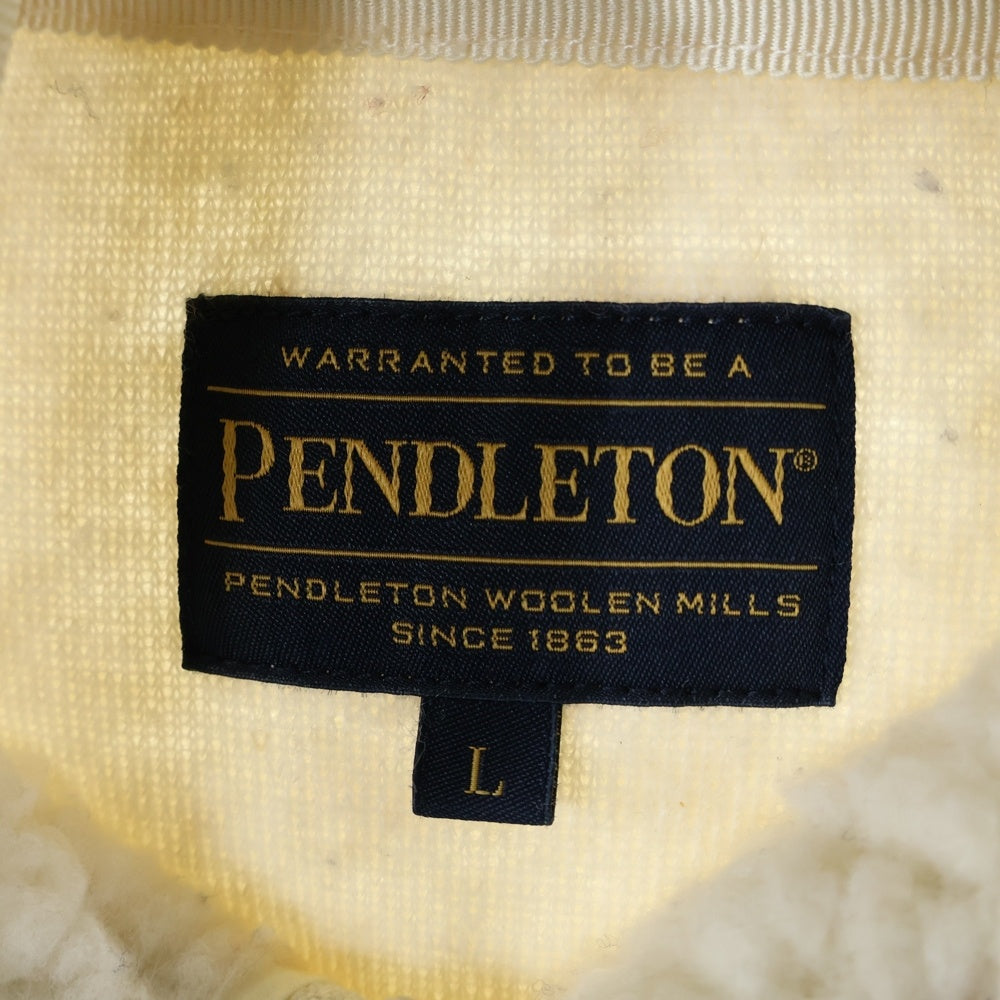 WARRANTED TO BE A
PENDLETON®
PENDLETON WOOLEN MILLS
SINCE 1863
L